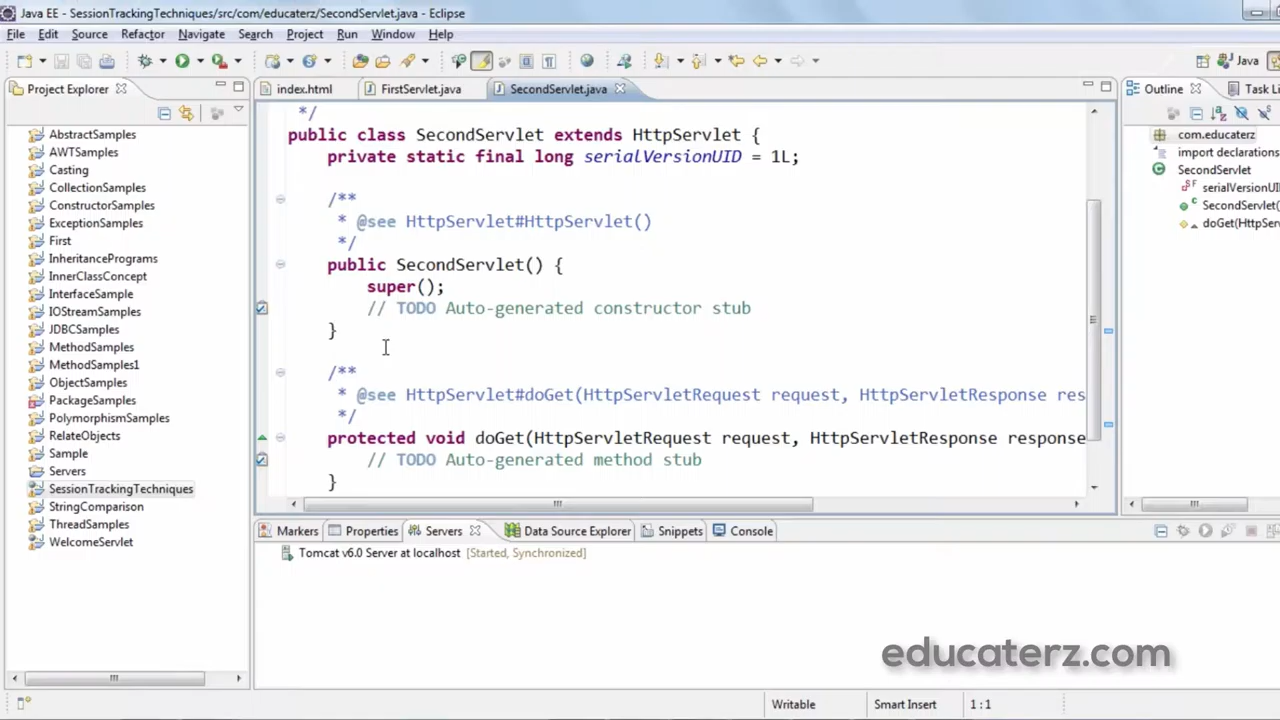 Java EE - SessionTrackingTechniques/src/com/educaterz/SecondServlet.java - Eclipse
File Edit Source Refactor Navigate Search Project Run Window Help
Java
Project Explorer
index.html
FirstServlet.java
SecondServlet.java
Outline
Task Li
AbstractSamples
AWTSamples
Casting
CollectionSamples
ConstructorSamples
ExceptionSamples
First
InheritancePrograms
InnerClassConcept
InterfaceSample
IOStreamSamples
JDBCSamples
MethodSamples
MethodSamples1
ObjectSamples
PackageSamples
PolymorphismSamples
RelateObjects
Sample
Servers
SessionTrackingTechniques
StringComparison
ThreadSamples
WelcomeServlet
*/
public class SecondServlet extends HttpServlet {
private static final long serialVersionUID = 1L;
/**
* @see HttpServlet#HttpServlet()
*/
public SecondServlet() {
super();
// TODO Auto-generated constructor stub
}
/**
* @see HttpServlet#doGet(HttpServletRequest request, HttpServletResponse res
*/
protected void doGet(HttpServletRequest request, HttpServletResponse response
// TODO Auto-generated method stub
}
com.educaterz
import declarations
SecondServlet
serialVersionUI
SecondServlet(
doGet(HttpServ
Markers
Properties
Servers
Data Source Explorer
Snippets
Console
Tomcat v6.0 Server at localhost [Started, Synchronized]
educaterz.com
Writable
Smart Insert
1 : 1